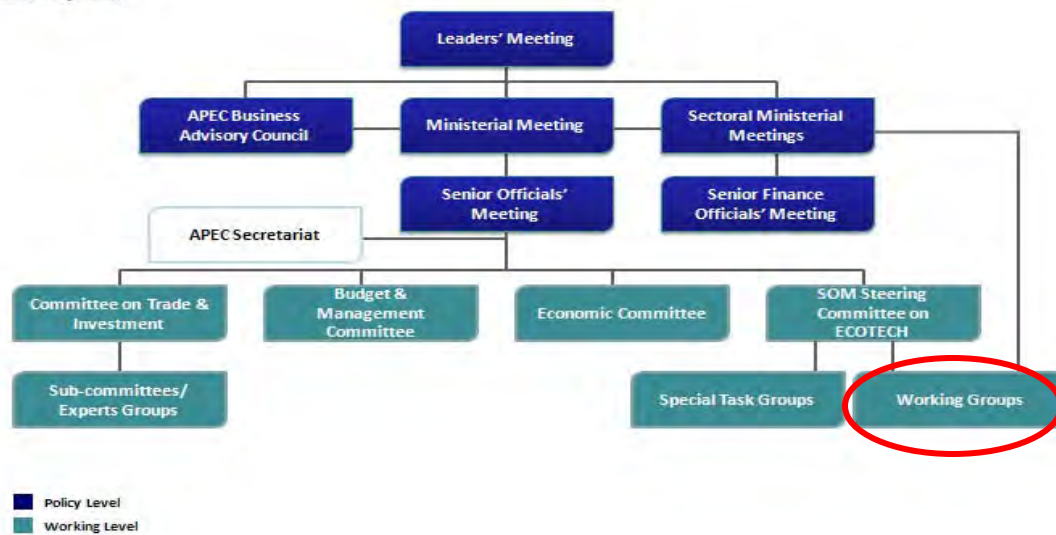 Leaders' Meeting
APEC Business
Advisory Council
Ministerial Meeting
Sectoral Ministerial
Meetings
Senior Officials'
Meeting
Senior Finance
Officials' Meeting
APEC Secretariat
Committee on Trade &
Investment
Budget &
Management
Committee
Economic Committee
SOM Steering
Committee on
ECOTECH
Sub-committees/
Experts Groups
Special Task Groups
Working Groups
Policy Level
Working Level